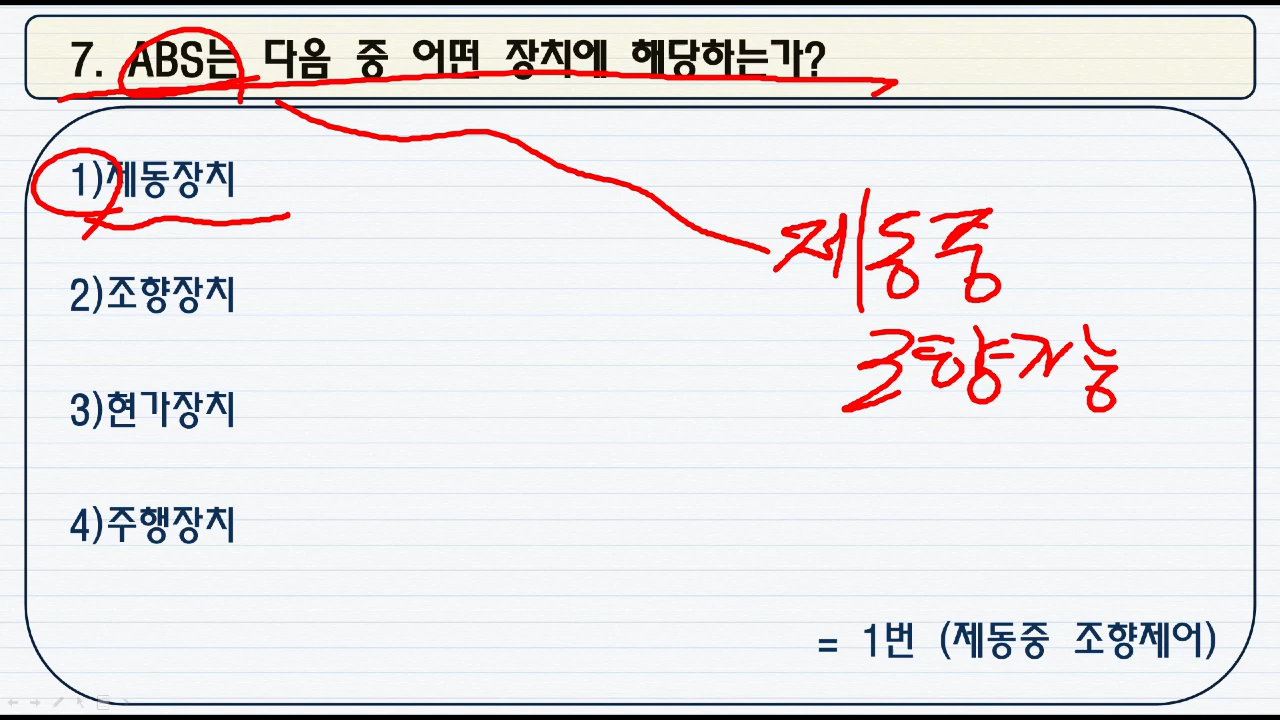 7. ABS는 다음 중 어떤 장치에 해당하는가?
1)제동장치
제동중
2)조향장치
조향가능
3)현가장치
4)주행장치
= 1번 (제동중 조향제어)